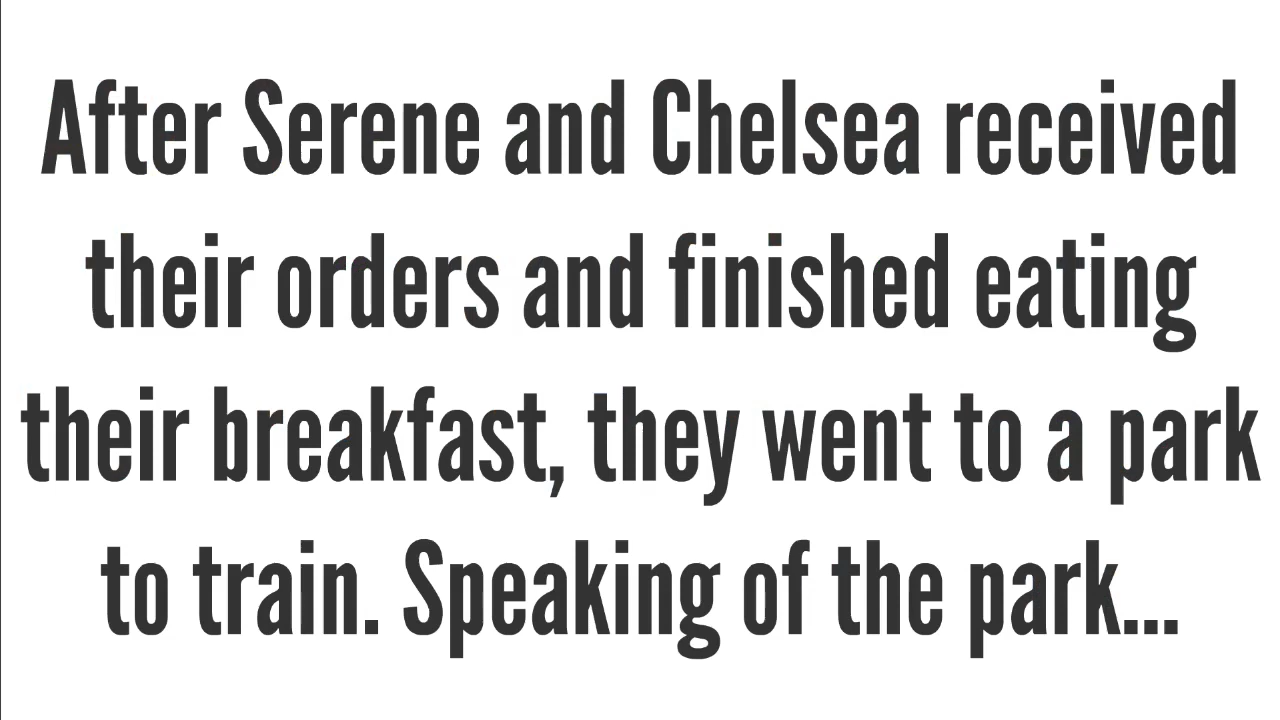 After Serene and Chelsea received
their orders and finished eating
their breakfast, they went to a park
to train. Speaking of the park...